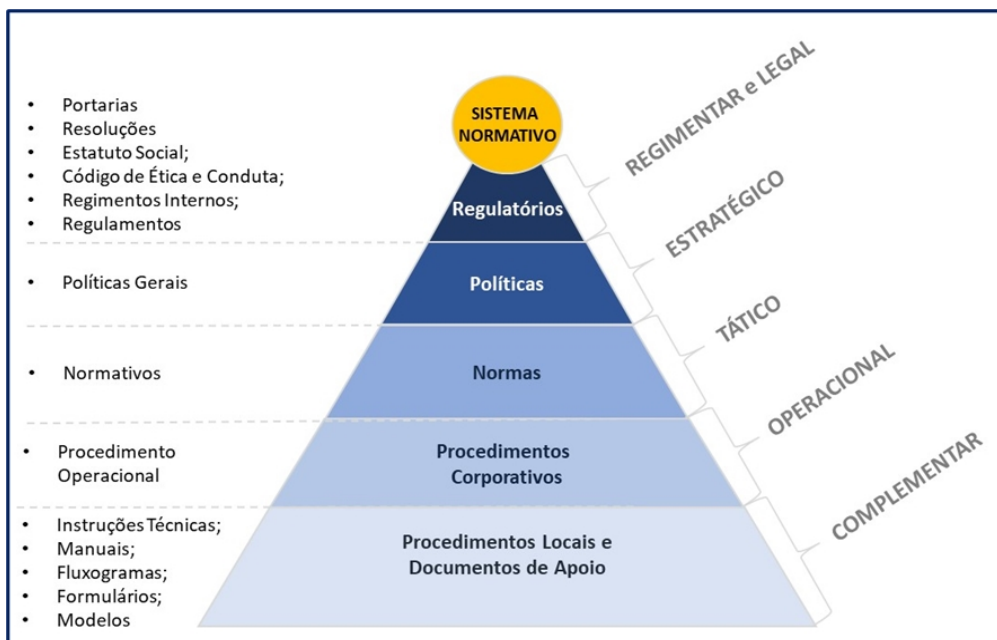 SISTEMA
NORMATIVO
REGIMENTAR e LEGAL
• Portarias
• Resoluções
• Estatuto Social;
• Código de Ética e Conduta;
• Regimentos Internos;
• Regulamentos
Regulatórios
ESTRATÉGICO
• Políticas Gerais
Políticas
TÁTICO
• Normativos
Normas
OPERACIONAL
• Procedimento
Operacional
Procedimentos
Corporativos
COMPLEMENTAR
• Instruções Técnicas;
• Manuais;
• Fluxogramas;
• Formulários;
• Modelos
Procedimentos Locais e
Documentos de Apoio